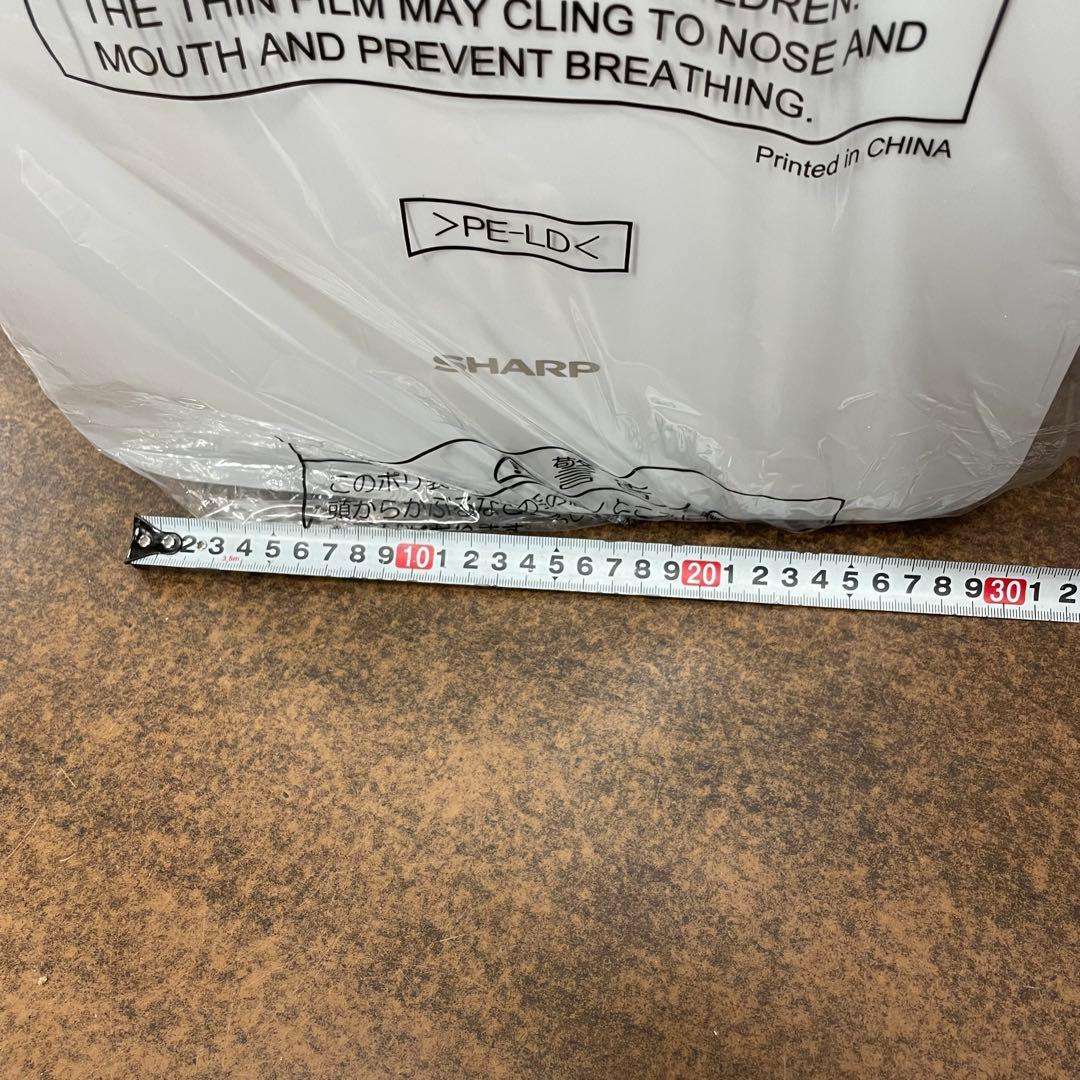 THE THIN FILM MAY CLING TO NOSE AND
MOUTH AND PREVENT BREATHING.
Printed in CHINA
>PE-LD<
SHARP
このポリ
頭からかぶる
2 3 4 5 6 7 8 9 10 1 2 3 4 5 6 7 8 9 20 1 2 3 4 5 6 7 8 9 30 1 2